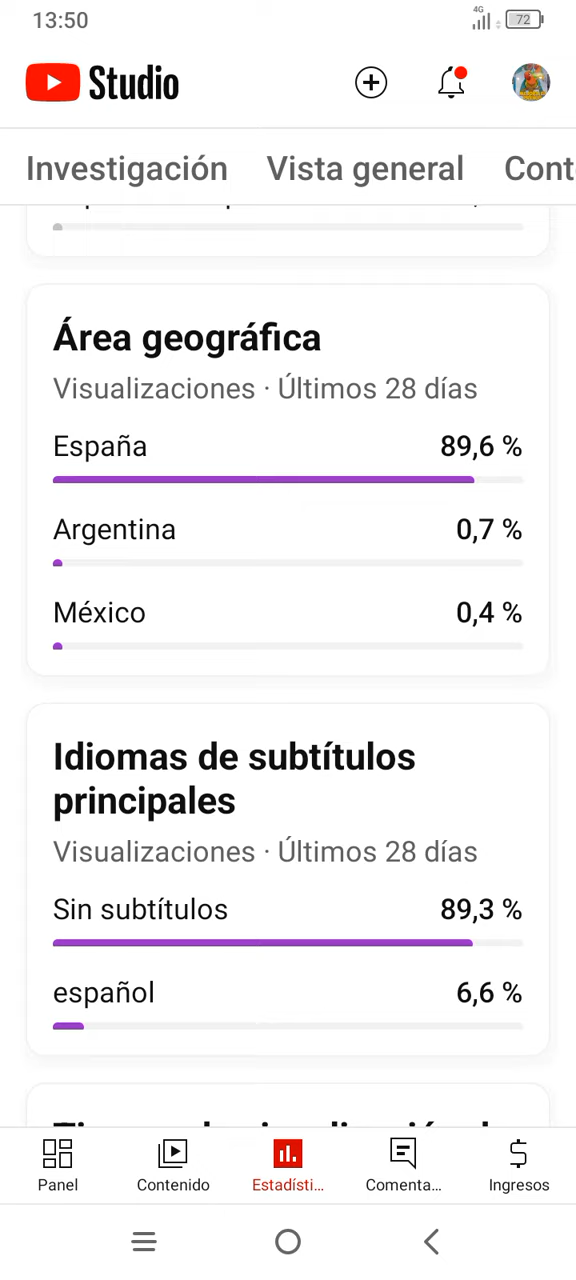 13:50
4G
72
Studio
Investigación Vista general Cont
Área geográfica
Visualizaciones · Últimos 28 días
España 89,6 %
Argentina 0,7 %
México 0,4 %
Idiomas de subtítulos
principales
Visualizaciones · Últimos 28 días
Sin subtítulos 89,3 %
español 6,6 %
Panel Contenido Estadísti... Comenta... Ingresos